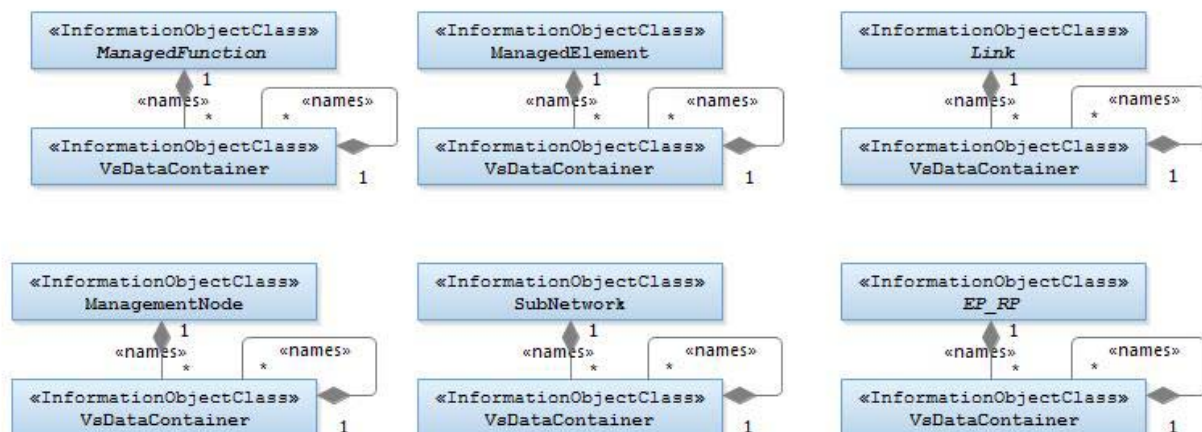 «InformationObjectClass» «InformationObjectClass» «InformationObjectClass»
ManagedFunction ManagedElement Link
1 1 1
«names» «names» «names» «names» «names» «names»
* * * * * *
«InformationObjectClass» «InformationObjectClass» «InformationObjectClass»
VsDataContainer VsDataContainer VsDataContainer
1 1 1
«InformationObjectClass» «InformationObjectClass» «InformationObjectClass»
ManagementNode SubNetwork EP_RP
1 1 1
«names» «names» «names» «names» «names» «names»
* * * * * *
«InformationObjectClass» «InformationObjectClass» «InformationObjectClass»
VsDataContainer VsDataContainer VsDataContainer
1 1 1